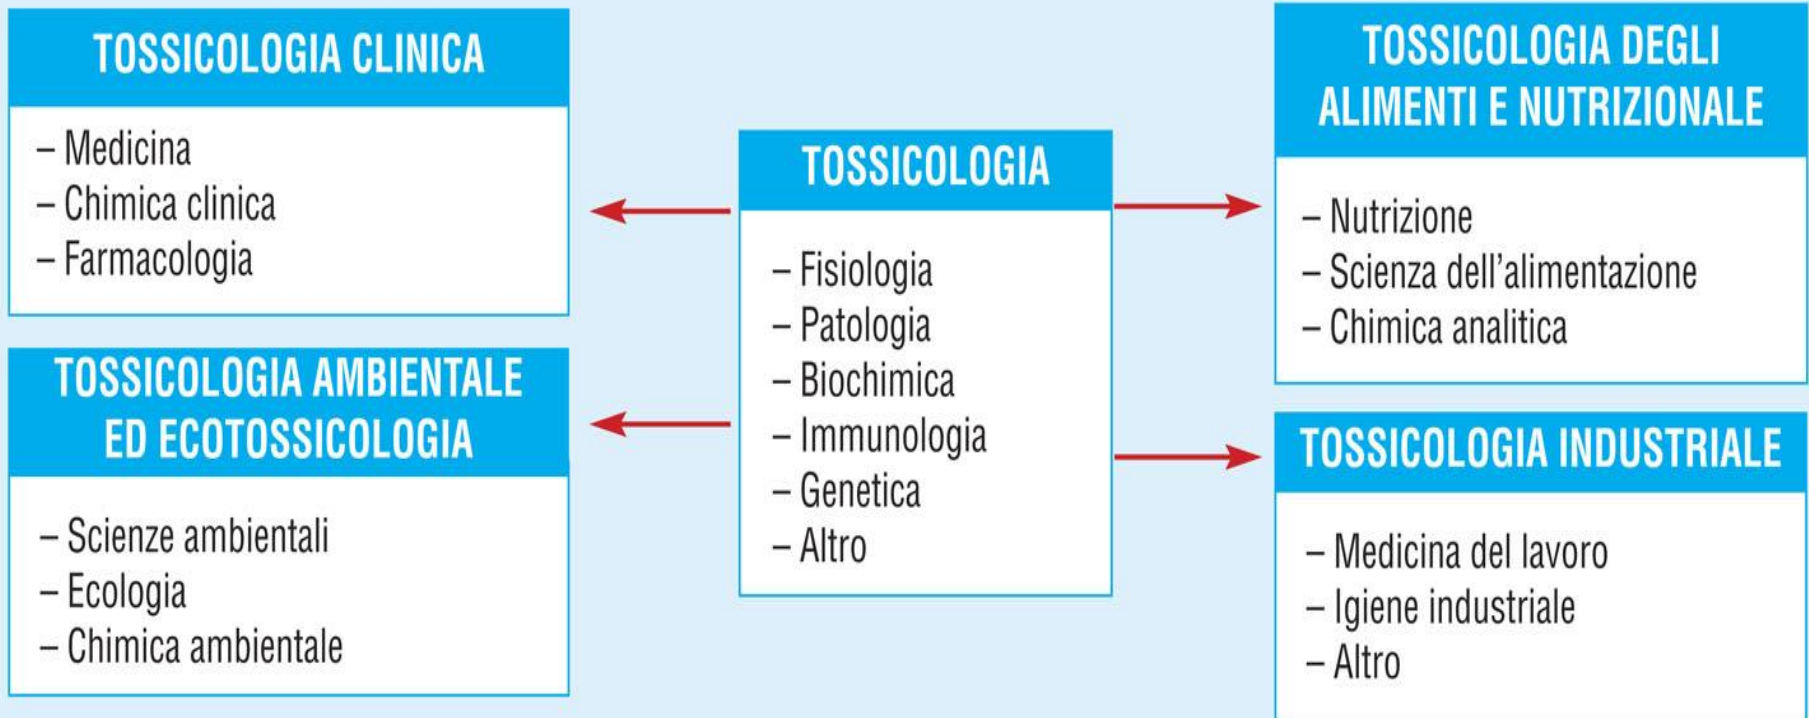 TOSSICOLOGIA CLINICA
– Medicina
– Chimica clinica
– Farmacologia
TOSSICOLOGIA AMBIENTALE
ED ECOTOSSICOLOGIA
– Scienze ambientali
– Ecologia
– Chimica ambientale
TOSSICOLOGIA
– Fisiologia
– Patologia
– Biochimica
– Immunologia
– Genetica
– Altro
TOSSICOLOGIA DEGLI
ALIMENTI E NUTRIZIONALE
– Nutrizione
– Scienza dell’alimentazione
– Chimica analitica
TOSSICOLOGIA INDUSTRIALE
– Medicina del lavoro
– Igiene industriale
– Altro